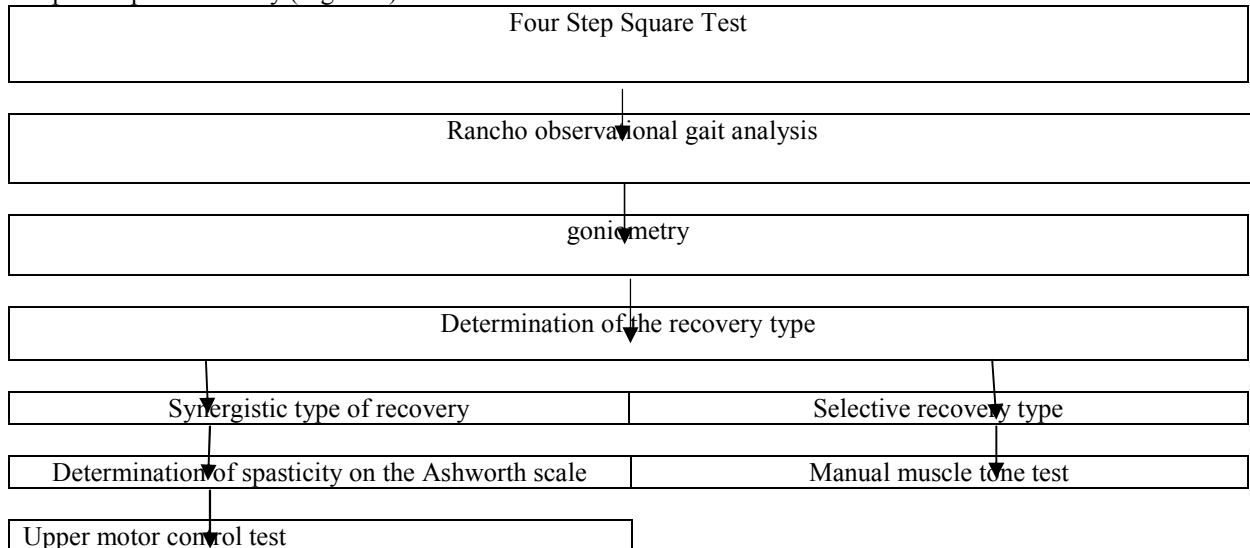 Four Step Square Test
Rancho observational gait analysis
goniometry
Determination of the recovery type
Synergistic type of recovery Selective recovery type
Determination of spasticity on the Ashworth scale Manual muscle tone test
Upper motor control test